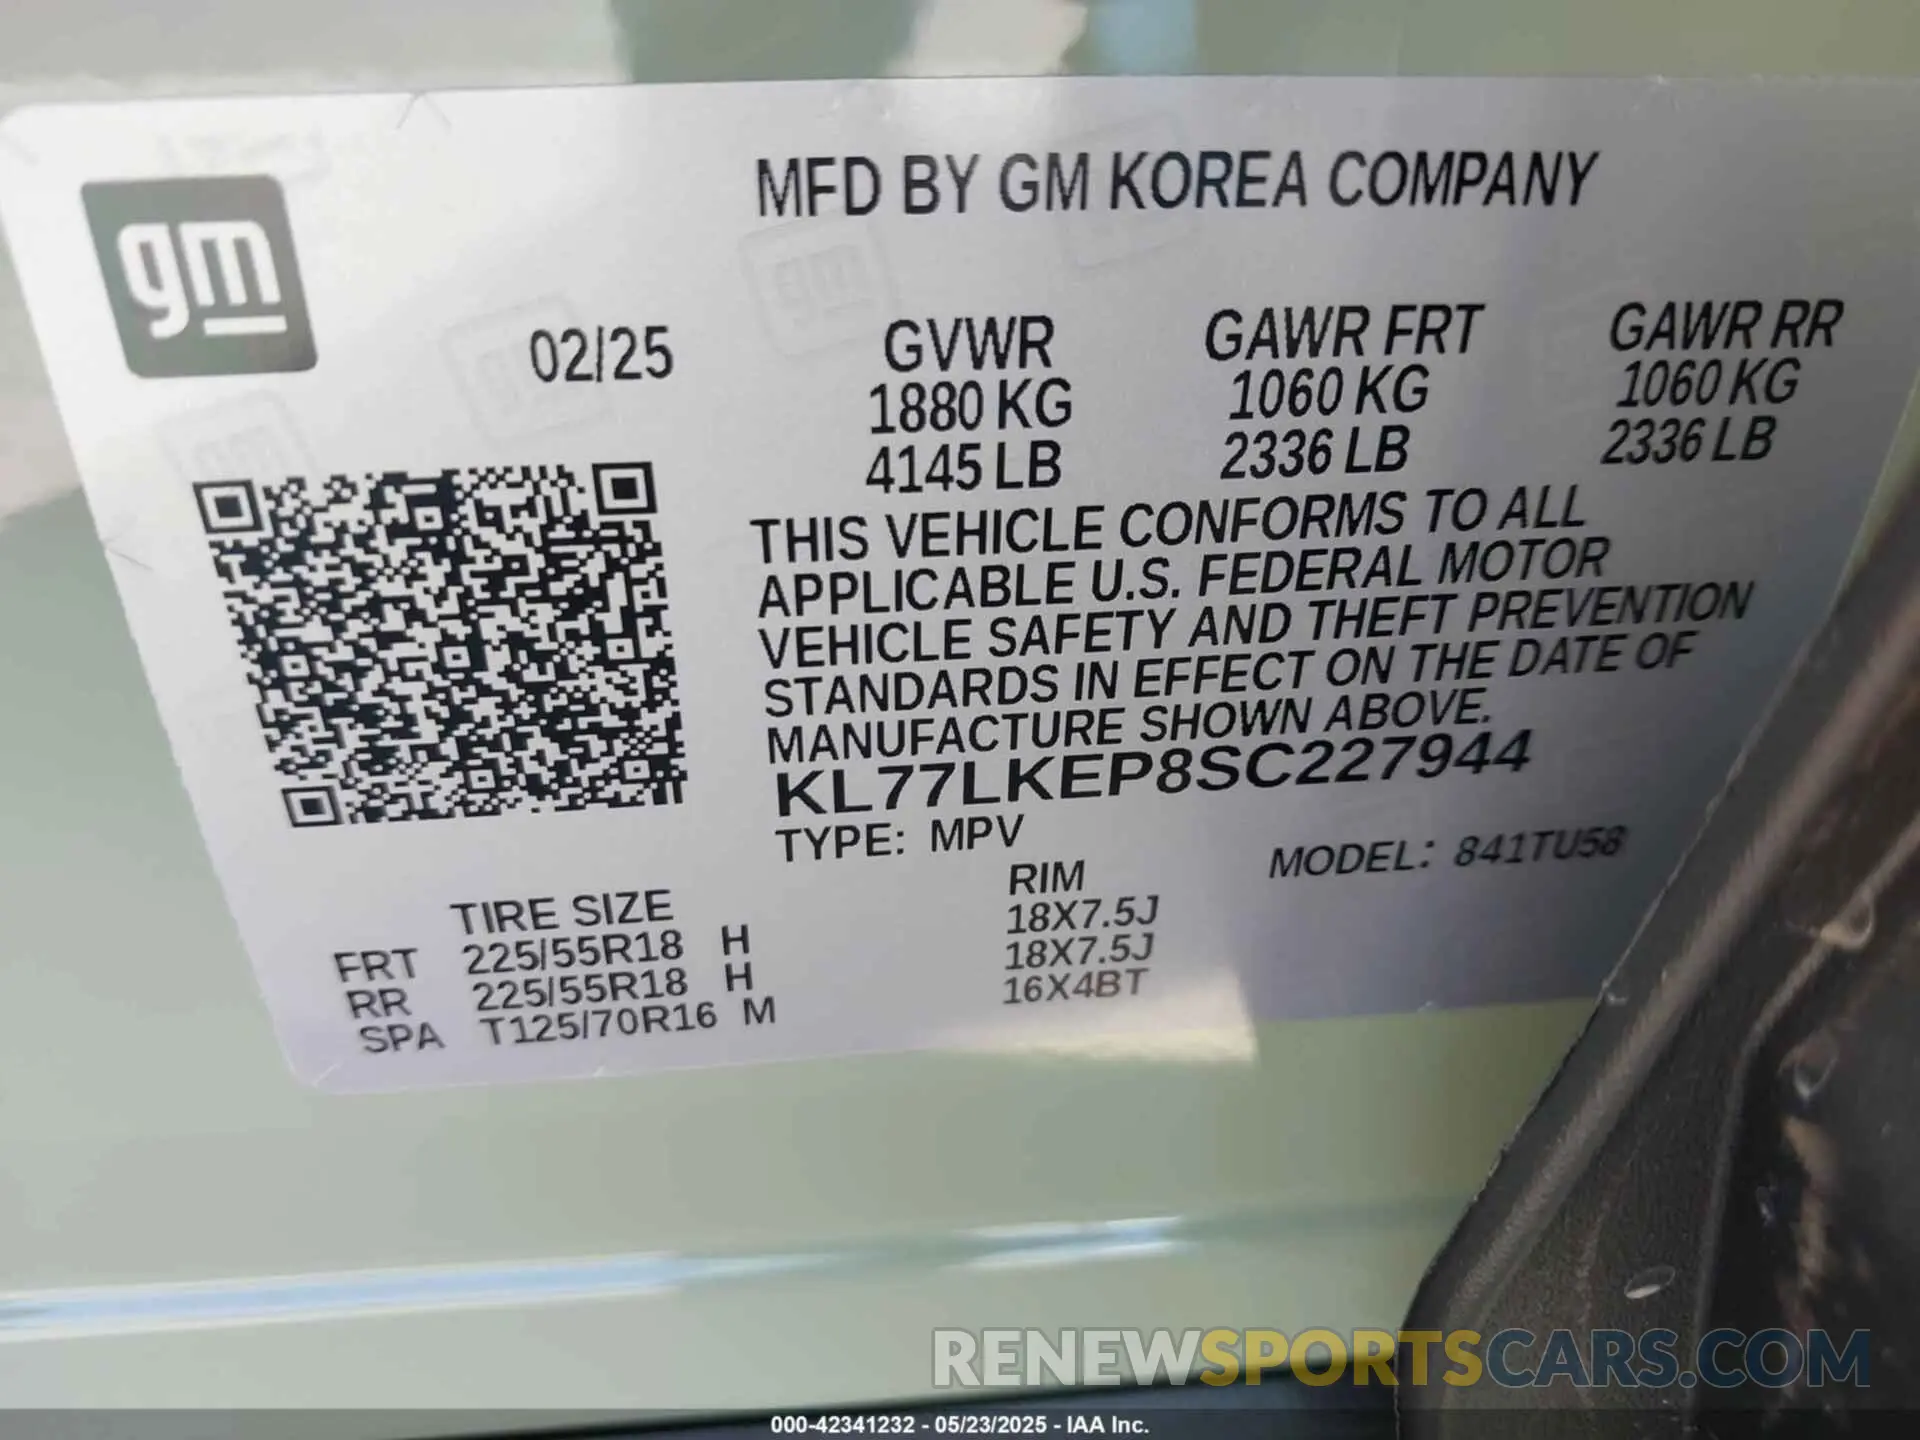 MFD BY GM KOREA COMPANY
gm
02/25
GVWR GAWR FRT GAWR RR
1880 KG 1060 KG 1060 KG
4145 LB 2336 LB 2336 LB
THIS VEHICLE CONFORMS TO ALL
APPLICABLE U.S. FEDERAL MOTOR
VEHICLE SAFETY AND THEFT PREVENTION
STANDARDS IN EFFECT ON THE DATE OF
MANUFACTURE SHOWN ABOVE.
KL77LKEP8SC227944
TYPE: MPV
MODEL: 841TU58
TIRE SIZE RIM
FRT 225/55R18 H 18X7.5J
RR 225/55R18 H 18X7.5J
SPA T125/70R16 M 16X4BT
RENEWSPORTSCARS.COM
000-42341232 - 05/23/2025 - IAA Inc.